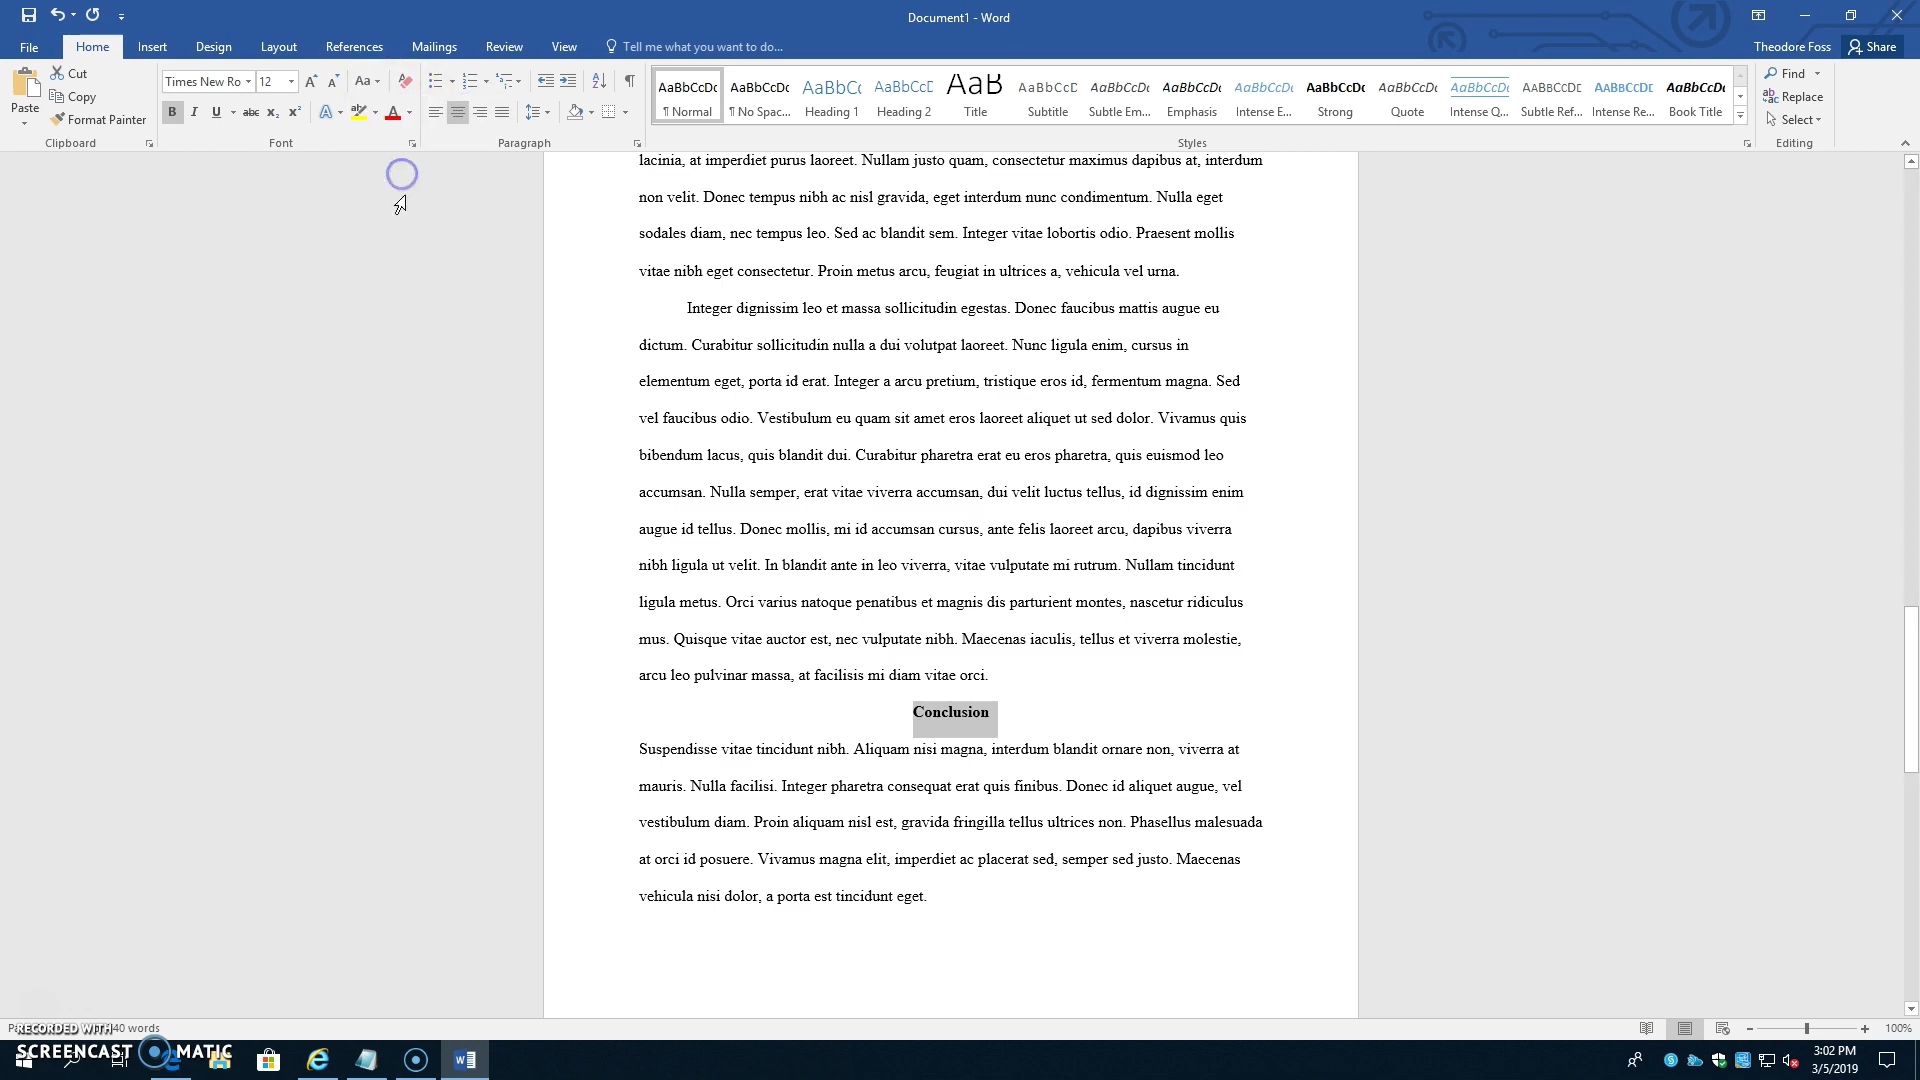 Document1 - Word
File Home Insert Design Layout References Mailings Review View Tell me what you want to do... Theodore Foss Share
Paste Cut Copy Format Painter Clipboard
Times New Ro 12 Aa Font
Paragraph
AaBbCcDc ¶ Normal
AaBbCcDc ¶ No Spac...
AaBbCc Heading 1
AaBbCcD Heading 2
AaB Title
AaBbCcD Subtitle
AaBbCcDc Subtle Em...
AaBbCcDc Emphasis
AaBbCcDc Intense E...
AaBbCcDc Strong
AaBbCcDc Quote
AaBbCcDc Intense Q...
AABBCCDD Subtle Ref...
AABBCCDD Intense Re...
AaBbCcDc Book Title
Styles
Find Replace Select Editing
lacinia, at imperdiet purus laoreet. Nullam justo quam, consectetur maximus dapibus at, interdum
non velit. Donec tempus nibh ac nisl gravida, eget interdum nunc condimentum. Nulla eget
sodales diam, nec tempus leo. Sed ac blandit sem. Integer vitae lobortis odio. Praesent mollis
vitae nibh eget consectetur. Proin metus arcu, feugiat in ultrices a, vehicula vel urna.
Integer dignissim leo et massa sollicitudin egestas. Donec faucibus mattis augue eu
dictum. Curabitur sollicitudin nulla a dui volutpat laoreet. Nunc ligula enim, cursus in
elementum eget, porta id erat. Integer a arcu pretium, tristique eros id, fermentum magna. Sed
vel faucibus odio. Vestibulum eu quam sit amet eros laoreet aliquet ut sed dolor. Vivamus quis
bibendum lacus, quis blandit dui. Curabitur pharetra erat eu eros pharetra, quis euismod leo
accumsan. Nulla semper, erat vitae viverra accumsan, dui velit luctus tellus, id dignissim enim
augue id tellus. Donec mollis, mi id accumsan cursus, ante felis laoreet arcu, dapibus viverra
nibh ligula ut velit. In blandit ante in leo viverra, vitae vulputate mi rutrum. Nullam tincidunt
ligula metus. Orci varius natoque penatibus et magnis dis parturient montes, nascetur ridiculus
mus. Quisque vitae auctor est, nec vulputate nibh. Maecenas iaculis, tellus et viverra molestie,
arcu leo pulvinar massa, at facilisis mi diam vitae orci.
Conclusion
Suspendisse vitae tincidunt nibh. Aliquam nisi magna, interdum blandit ornare non, viverra at
mauris. Nulla facilisi. Integer pharetra consequat erat quis finibus. Donec id aliquet augue, vel
vestibulum diam. Proin aliquam nisl est, gravida fringilla tellus ultrices non. Phasellus malesuada
at orci id posuere. Vivamus magna elit, imperdiet ac placerat sed, semper sed justo. Maecenas
vehicula nisi dolor, a porta est tincidunt eget.
40 words 100%
RECORDED WITH
SCREENCAST MATIC
3:02 PM
3/5/2019